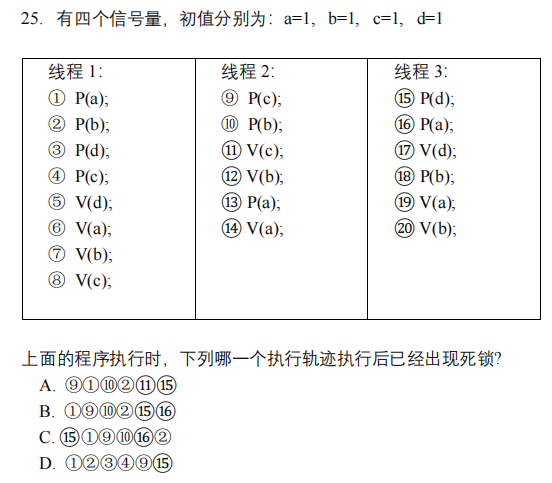 25. 有四个信号量，初值分别为：a=1, b=1, c=1, d=1
线程 1：
① P(a);
② P(b);
③ P(d);
④ P(c);
⑤ V(d);
⑥ V(a);
⑦ V(b);
⑧ V(c);
线程 2：
⑨ P(c);
⑩ P(b);
⑪ V(c);
⑫ V(b);
⑬ P(a);
⑭ V(a);
线程 3:
⑮ P(d);
⑯ P(a);
⑰ V(d);
⑱ P(b);
⑲ V(a);
⑳ V(b);
上面的程序执行时，下列哪一个执行轨迹执行后已经出现死锁?
A. ⑨①⑩②⑪⑮
B. ①⑨⑩②⑮⑯
C. ⑮①⑨⑩⑯②
D. ①②③④⑨⑮